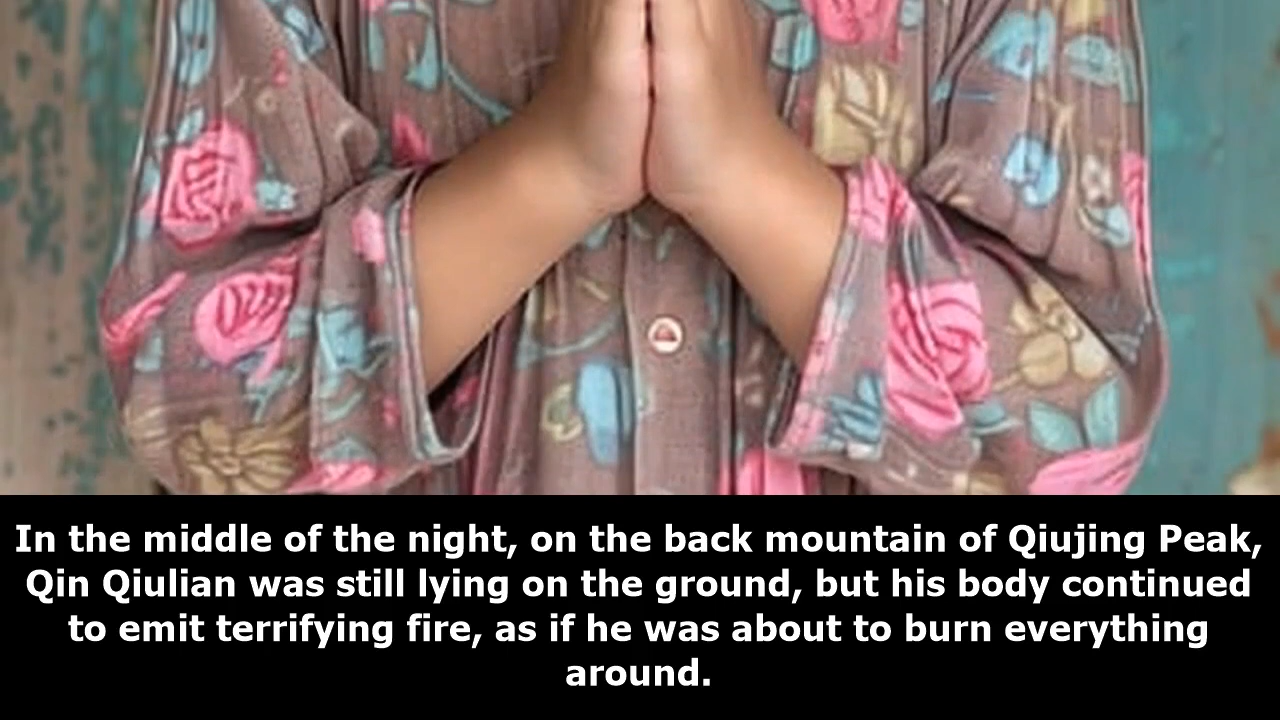 In the middle of the night, on the back mountain of Qiujing Peak,
Qin Qiulian was still lying on the ground, but his body continued
to emit terrifying fire, as if he was about to burn everything
around.